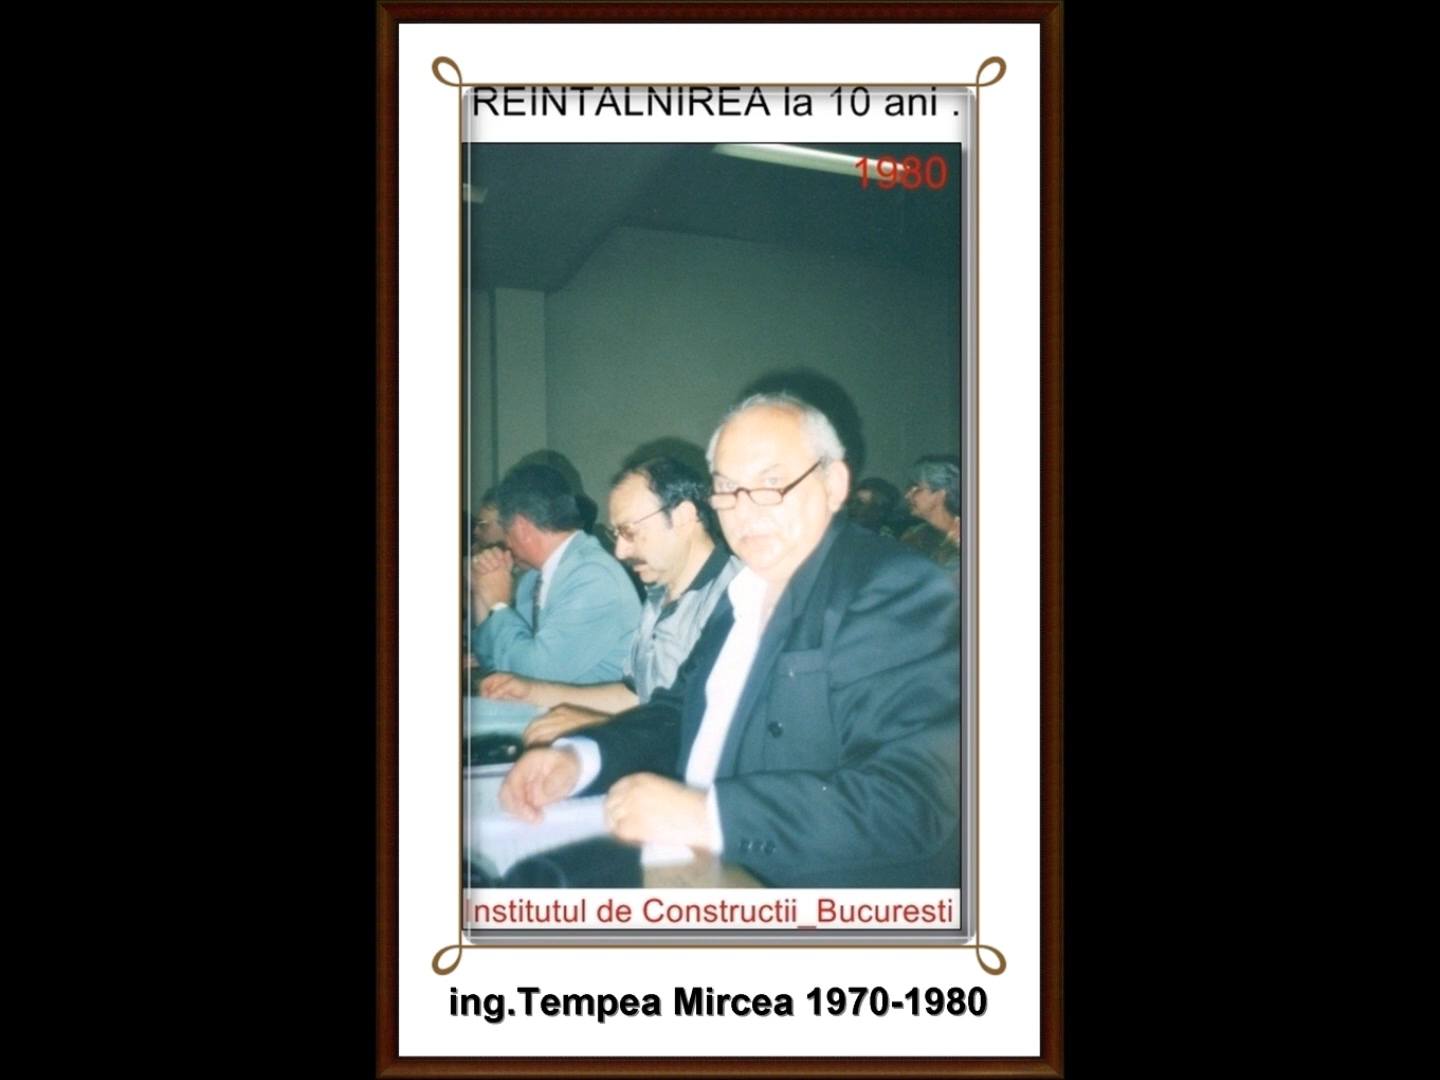 REINTALNIREA la 10 ani .
1980
Institutul de Constructii_Bucuresti
ing.Tempea Mircea 1970-1980